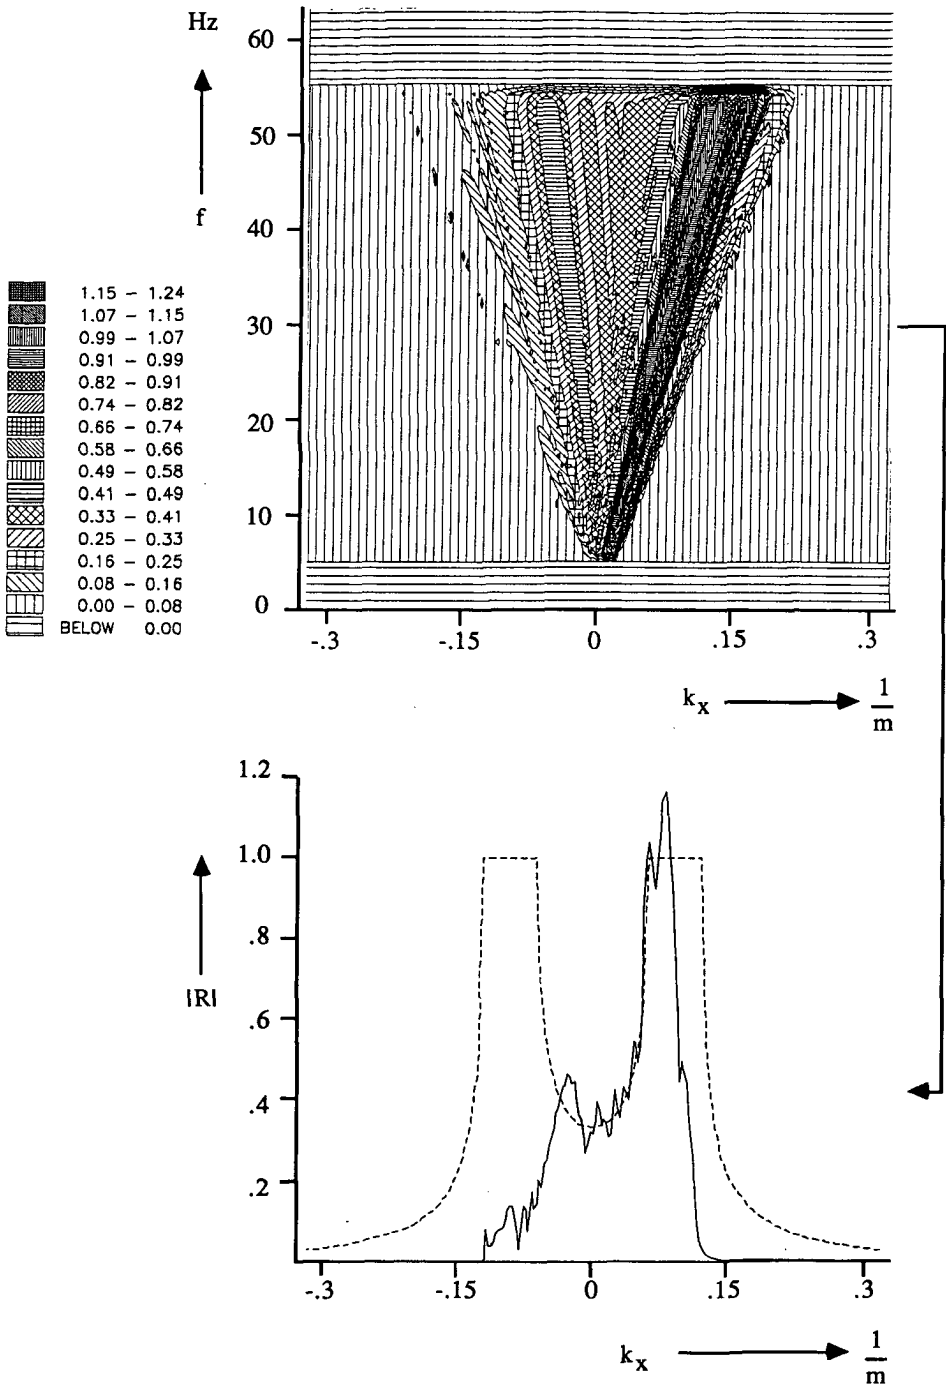 Hz
60
50
40
30
20
10
0
f
1.15 – 1.24
1.07 – 1.15
0.99 – 1.07
0.91 – 0.99
0.82 – 0.91
0.74 – 0.82
0.66 – 0.74
0.58 – 0.66
0.49 – 0.58
0.41 – 0.49
0.33 – 0.41
0.25 – 0.33
0.16 – 0.25
0.08 – 0.16
0.00 – 0.08
BELOW 0.00
-.3 -.15 0 .15 .3
kx 1/m
1.2
1.0
.8
.6
.4
.2
|R|
-.3 -.15 0 .15 .3
kx 1/m